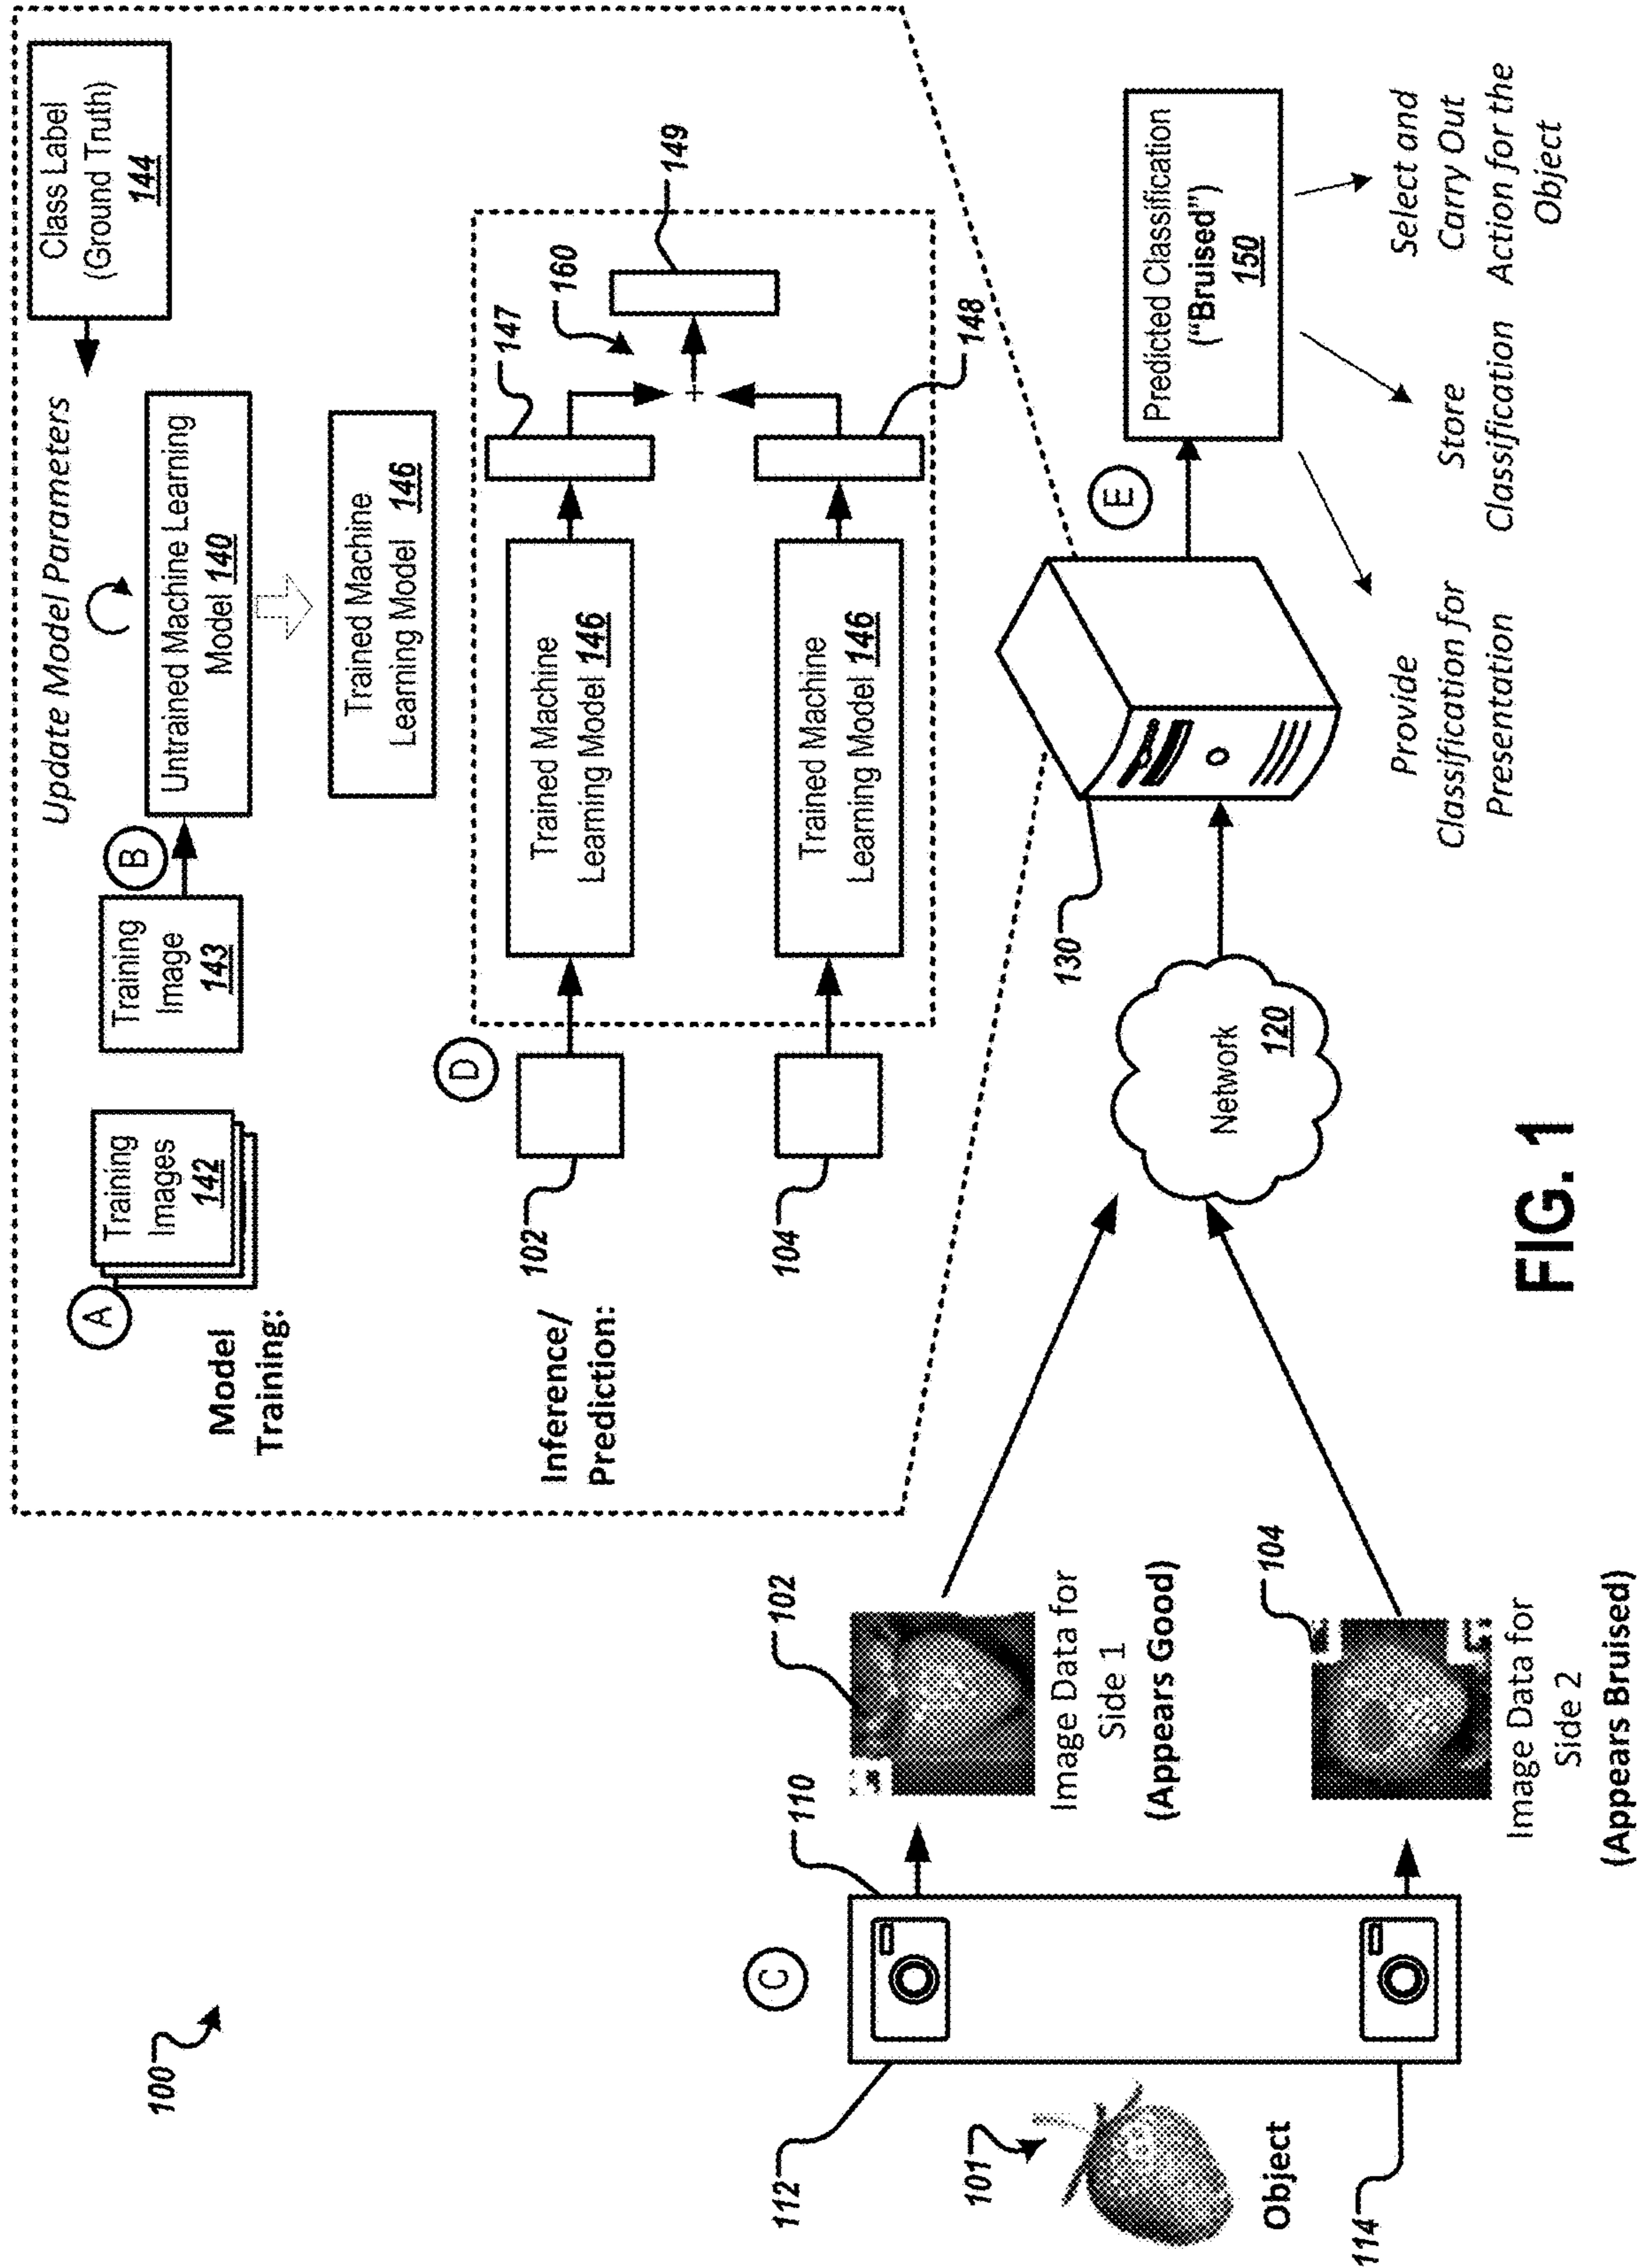 100
A
Training
Images
142
Model
Training:
Training
Image
143
B
Update Model Parameters
Untrained Machine Learning
Model 140
Class Label
(Ground Truth)
144
Trained Machine
Learning Model 146
Inference/
Prediction:
D
102
104
Trained Machine
Learning Model 146
Trained Machine
Learning Model 146
147
160
149
148
C
110
112
114
101
Object
102
Image Data for
Side 1
(Appears Good)
104
Image Data for
Side 2
(Appears Bruised)
Network
120
130
E
Predicted Classification
("Bruised")
150
Provide
Classification for
Presentation
Store
Classification
Select and
Carry Out
Action for the
Object
FIG. 1